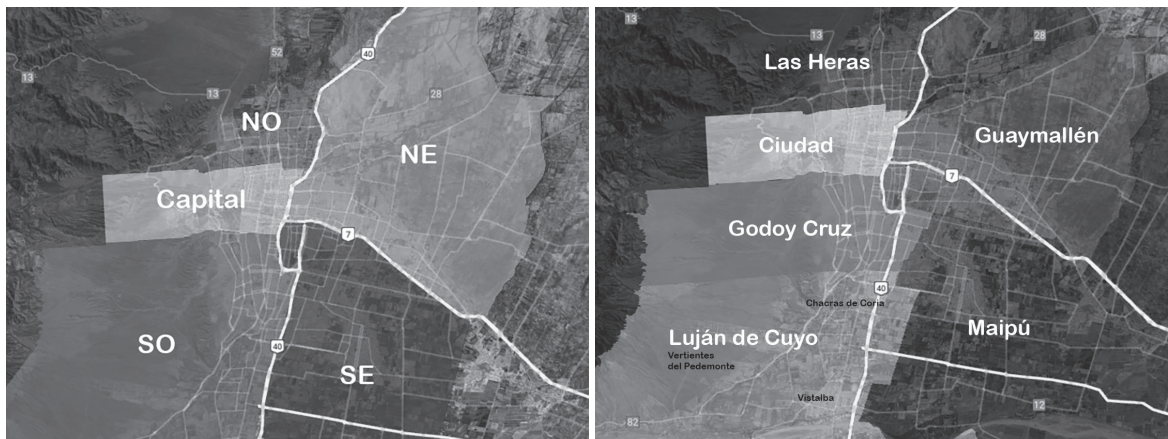 52
40
13
13
28
NO
NE
Capital
7
SO
40
SE
13
13
28
Las Heras
Ciudad
Guaymallén
7
Godoy Cruz
40
Chacras de Coria
Luján de Cuyo
Maipú
Vertientes
del Pedemonte
Vistalba
12
82